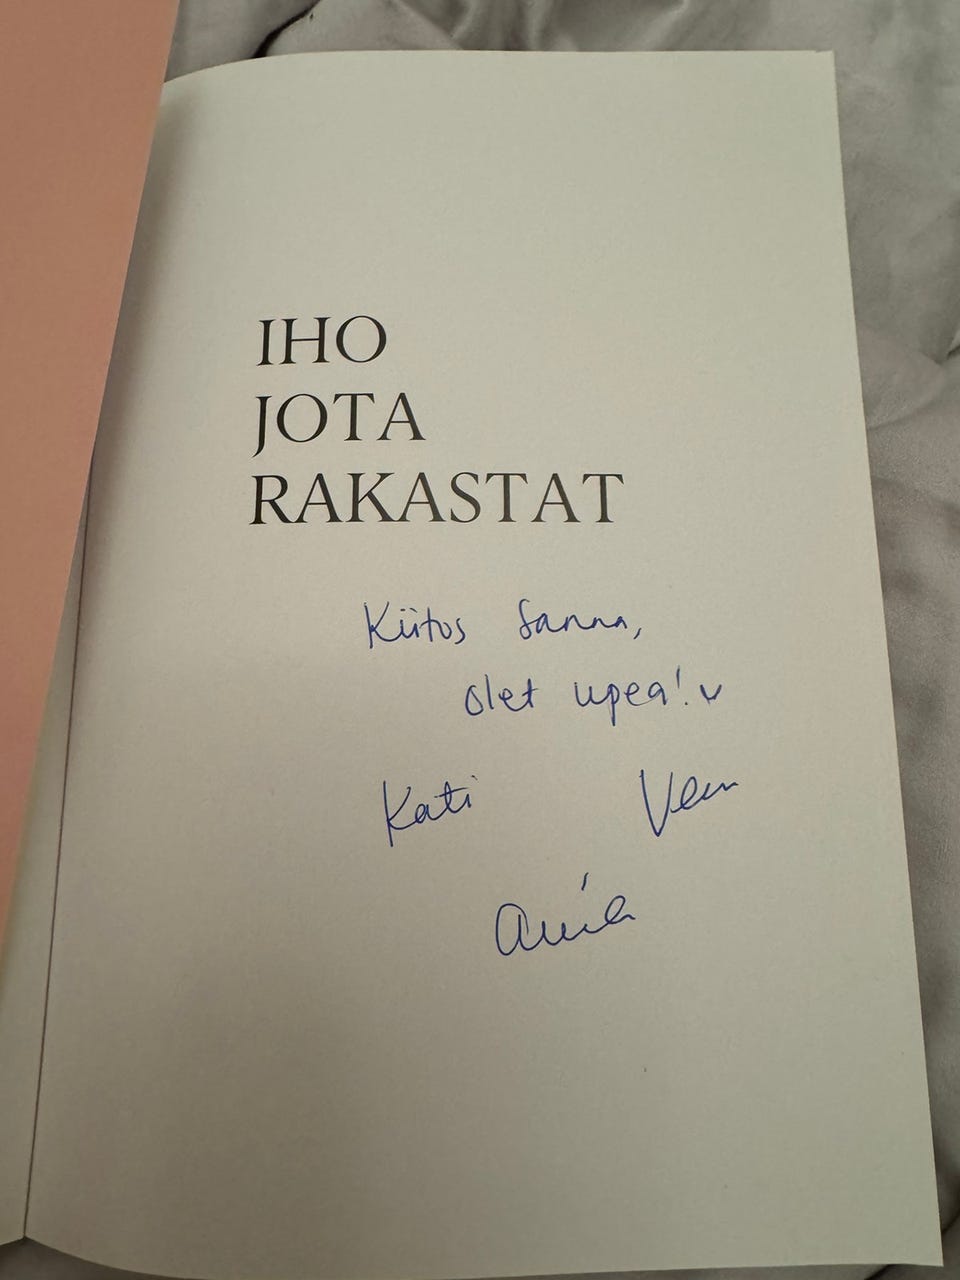 IHO
JOTA
RAKASTAT
Kiitos Sanna,
olet upea!
Kati